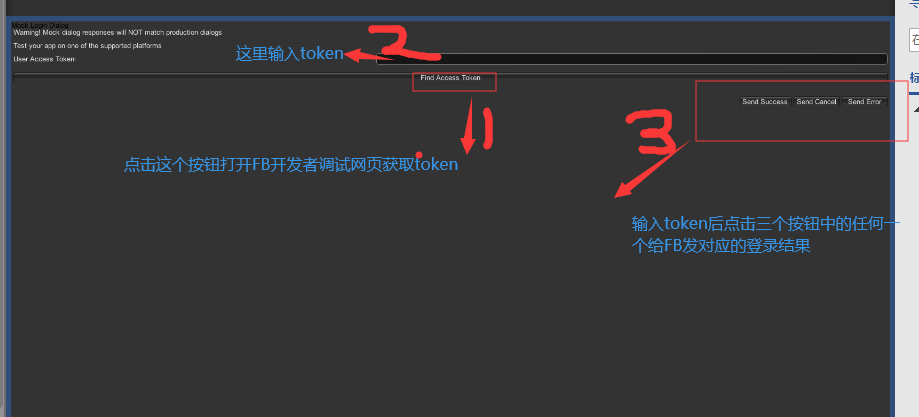 Mock Login Dialog
Warning! Mock dialog responses will NOT match production dialogs
Test your app on one of the supported platforms
这里输入token
2
User Access Token:
Find Access Token
Send Success Send Cancel Send Error
1
3
点击这个按钮打开FB开发者调试网页获取token
输入token后点击三个按钮中的任何一
个给FB发对应的登录结果
在